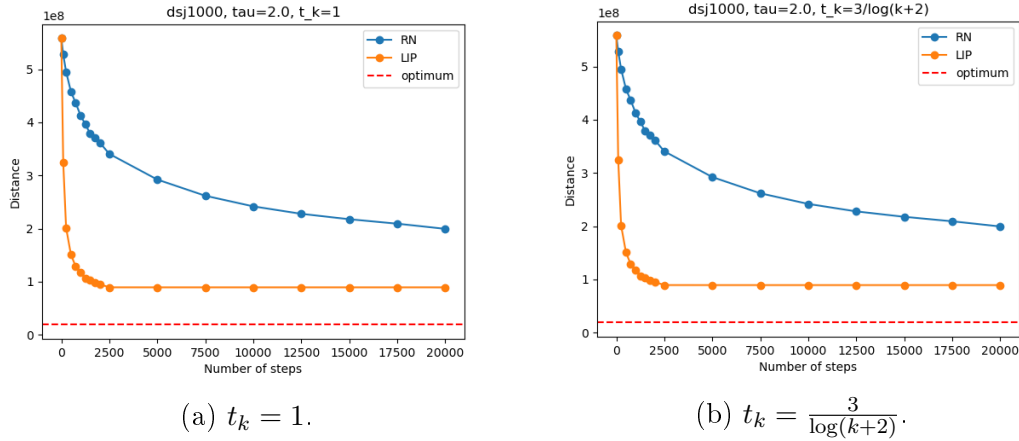 dsj1000, tau=2.0, t_k=1
1e8
RN
LIP
optimum
5
4
3
2
1
0
Distance
0 2500 5000 7500 10000 12500 15000 17500 20000
Number of steps
(a) t_k = 1.
dsj1000, tau=2.0, t_k=3/log(k+2)
1e8
RN
LIP
optimum
5
4
3
2
1
0
Distance
0 2500 5000 7500 10000 12500 15000 17500 20000
Number of steps
(b) t_k = \frac{3}{\log(k+2)}.